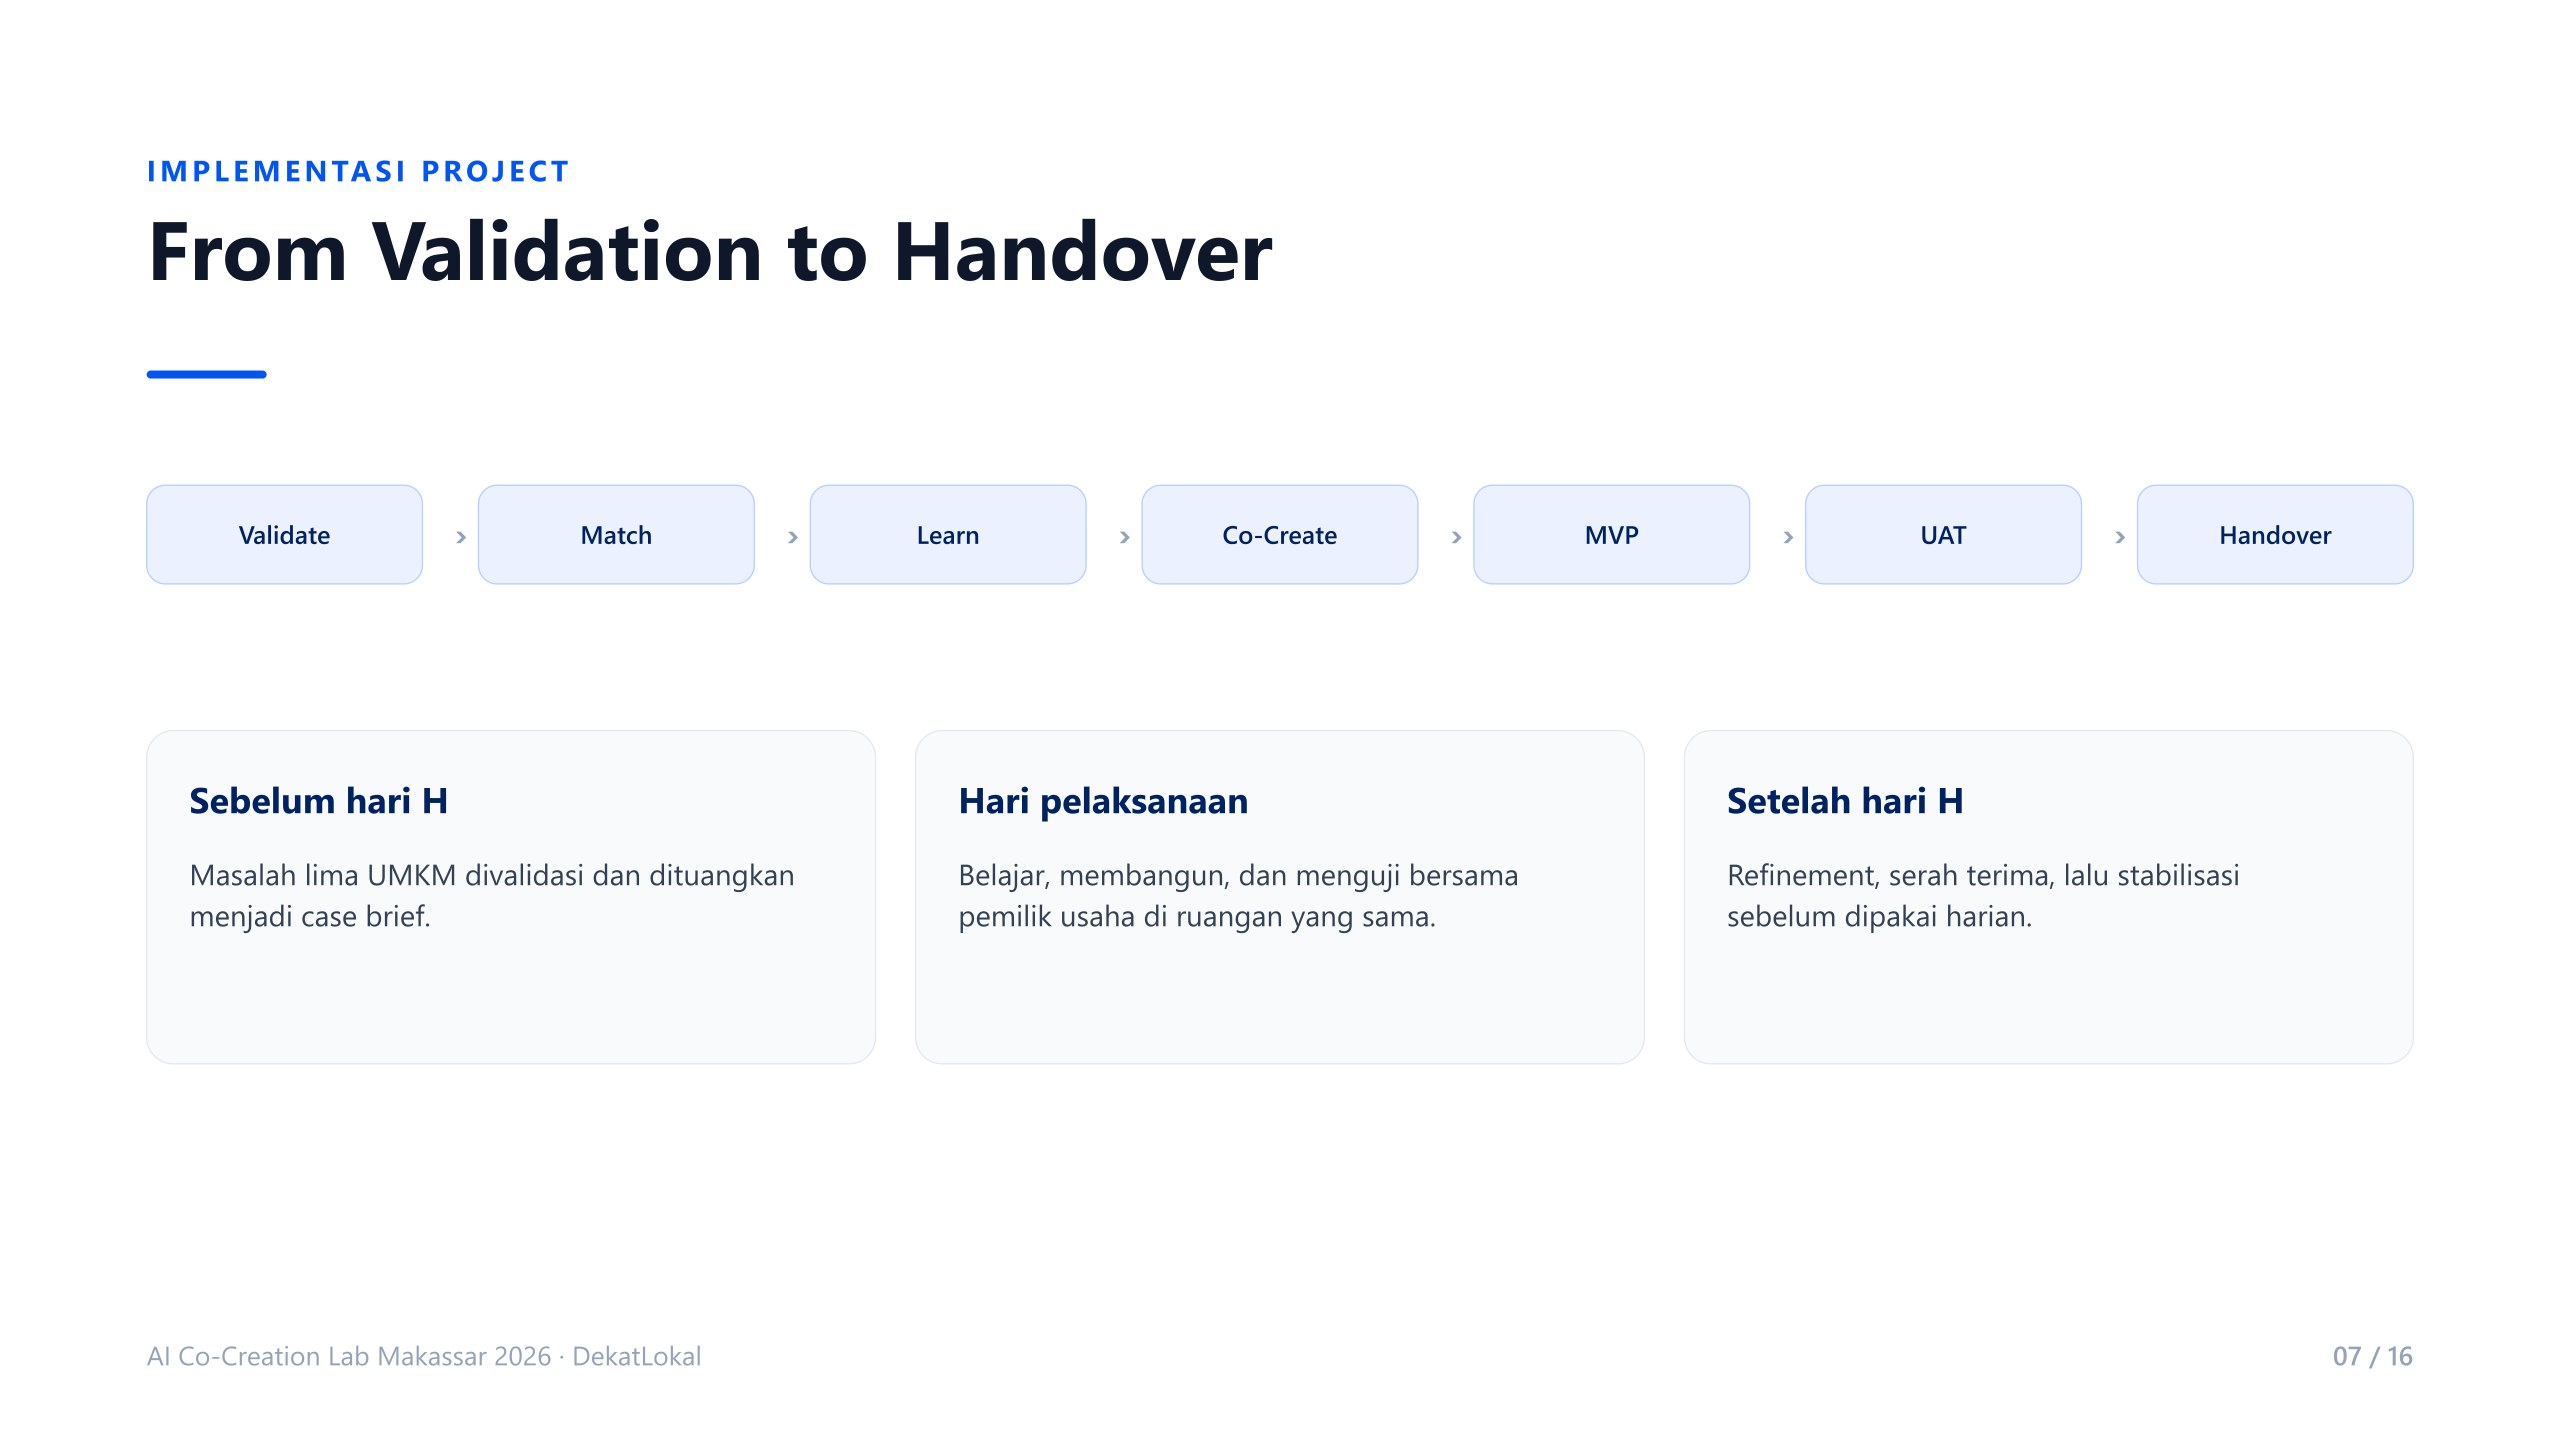 IMPLEMENTASI PROJECT
From Validation to Handover
Validate › Match › Learn › Co-Create › MVP › UAT › Handover
Sebelum hari H
Masalah lima UMKM divalidasi dan dituangkan
menjadi case brief.
Hari pelaksanaan
Belajar, membangun, dan menguji bersama
pemilik usaha di ruangan yang sama.
Setelah hari H
Refinement, serah terima, lalu stabilisasi
sebelum dipakai harian.
AI Co-Creation Lab Makassar 2026 · DekatLokal
07 / 16